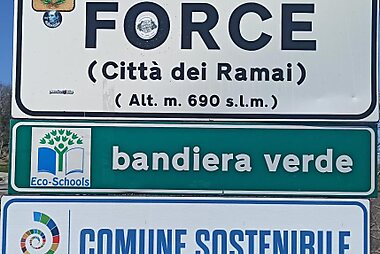 FORCE
(Città dei Ramai)
(Alt. m. 690 s.l.m.)
Eco-Schools
bandiera verde
COMUNE SOSTENIBILE